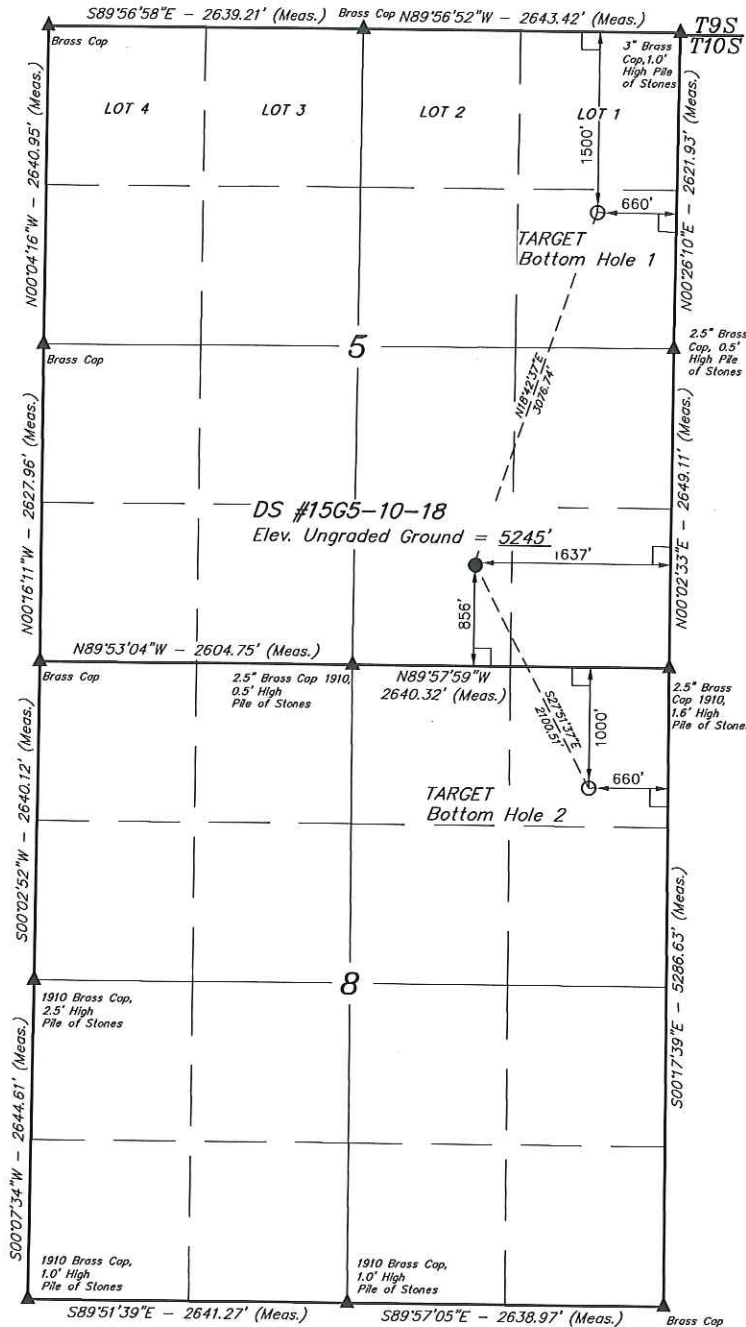 S89°56'58"E - 2639.21' (Meas.)
Brass Cap
N89°56'52"W - 2643.42' (Meas.)
T9S
T10S
Brass Cap
3" Brass
Cap,1.0'
High Pile
of Stones
LOT 4
LOT 3
LOT 2
LOT 1
N00°04'16"W - 2640.95' (Meas.)
1500'
N00°26'10"E - 2621.93' (Meas.)
660'
TARGET
Bottom Hole 1
Brass Cap
5
2.5" Brass
Cap, 0.5'
High Pile
of Stones
N18°42'37"E
3076.74'
N00°16'11"W - 2627.96' (Meas.)
DS #15G5-10-18
Elev. Ungraded Ground = 5245'
1637'
N00°02'33"E - 2649.11' (Meas.)
856'
N89°53'04"W - 2604.75' (Meas.)
Brass Cap
2.5" Brass Cap 1910,
0.5' High
Pile of Stones
N89°57'59"W
2640.32' (Meas.)
2.5" Brass
Cap 1910,
1.6' High
Pile of Stones
S27°51'37"E
2100.51'
1000'
660'
TARGET
Bottom Hole 2
S00°02'52"W - 2640.12' (Meas.)
1910 Brass Cap,
2.5' High
Pile of Stones
8
S00°17'39"E - 5286.63' (Meas.)
S00°07'34"W - 2644.61' (Meas.)
1910 Brass Cap,
1.0' High
Pile of Stones
1910 Brass Cap,
1.0' High
Pile of Stones
S89°51'39"E - 2641.27' (Meas.)
S89°57'05"E - 2638.97' (Meas.)
Brass Cap